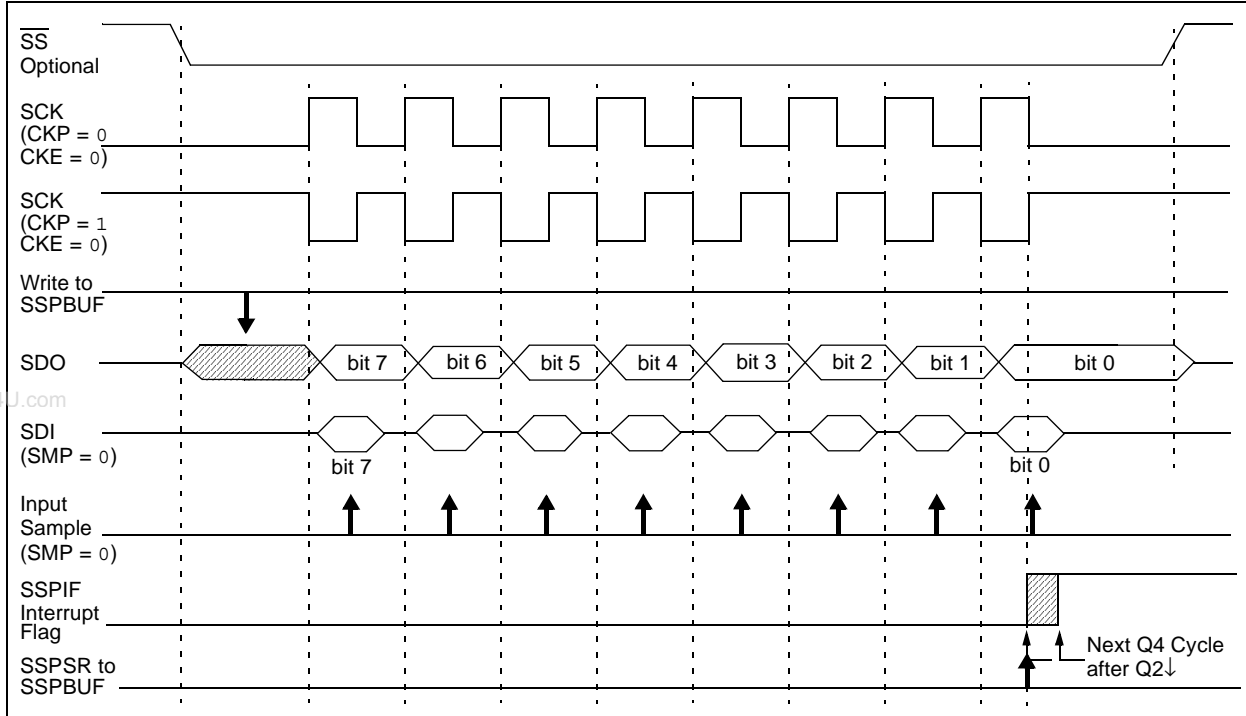 SS
Optional
SCK
(CKP = 0
CKE = 0)
SCK
(CKP = 1
CKE = 0)
Write to
SSPBUF
SDO
bit 7
bit 6
bit 5
bit 4
bit 3
bit 2
bit 1
bit 0
4U.com
SDI
(SMP = 0)
bit 7
bit 0
Input
Sample
(SMP = 0)
SSPIF
Interrupt
Flag
Next Q4 Cycle
after Q2↓
SSPSR to
SSPBUF